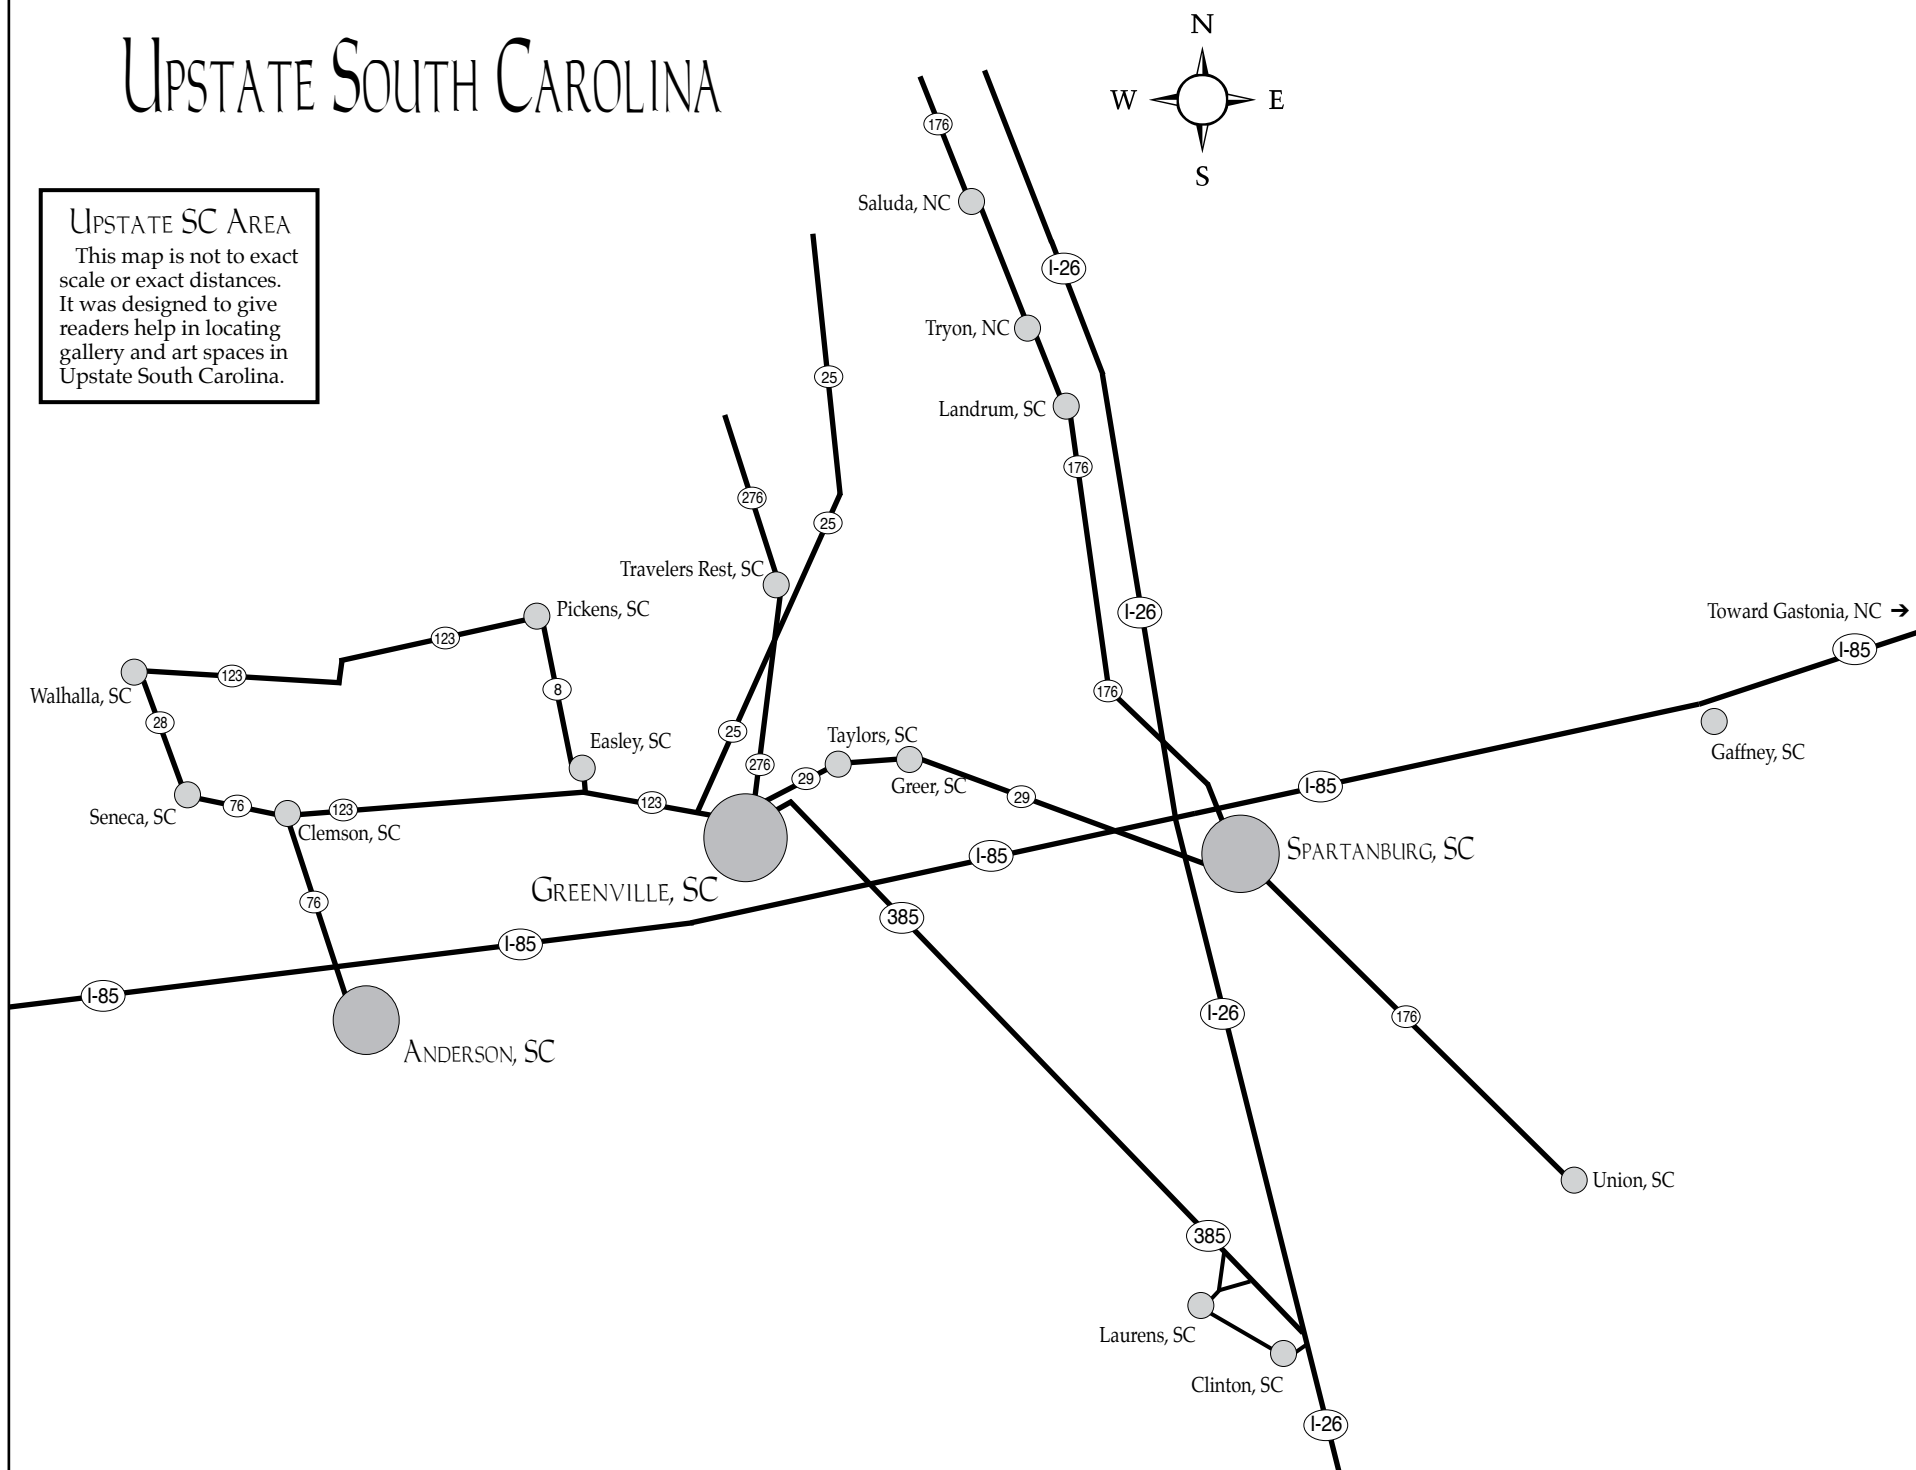 UPSTATE SOUTH CAROLINA
N
W E
S
UPSTATE SC AREA
This map is not to exact
scale or exact distances.
It was designed to give
readers help in locating
gallery and art spaces in
Upstate South Carolina.
176
Saluda, NC
I-26
Tryon, NC
25
Landrum, SC
176
276
25
Travelers Rest, SC
Pickens, SC
I-26
Toward Gastonia, NC ➔
123
I-85
123
Walhalla, SC
8
176
28
25
Easley, SC
Taylors, SC
Gaffney, SC
276
29
Greer, SC
I-85
Seneca, SC
76
123
123
29
Clemson, SC
SPARTANBURG, SC
I-85
GREENVILLE, SC
76
385
I-85
I-85
I-26
176
ANDERSON, SC
Union, SC
385
Laurens, SC
Clinton, SC
I-26